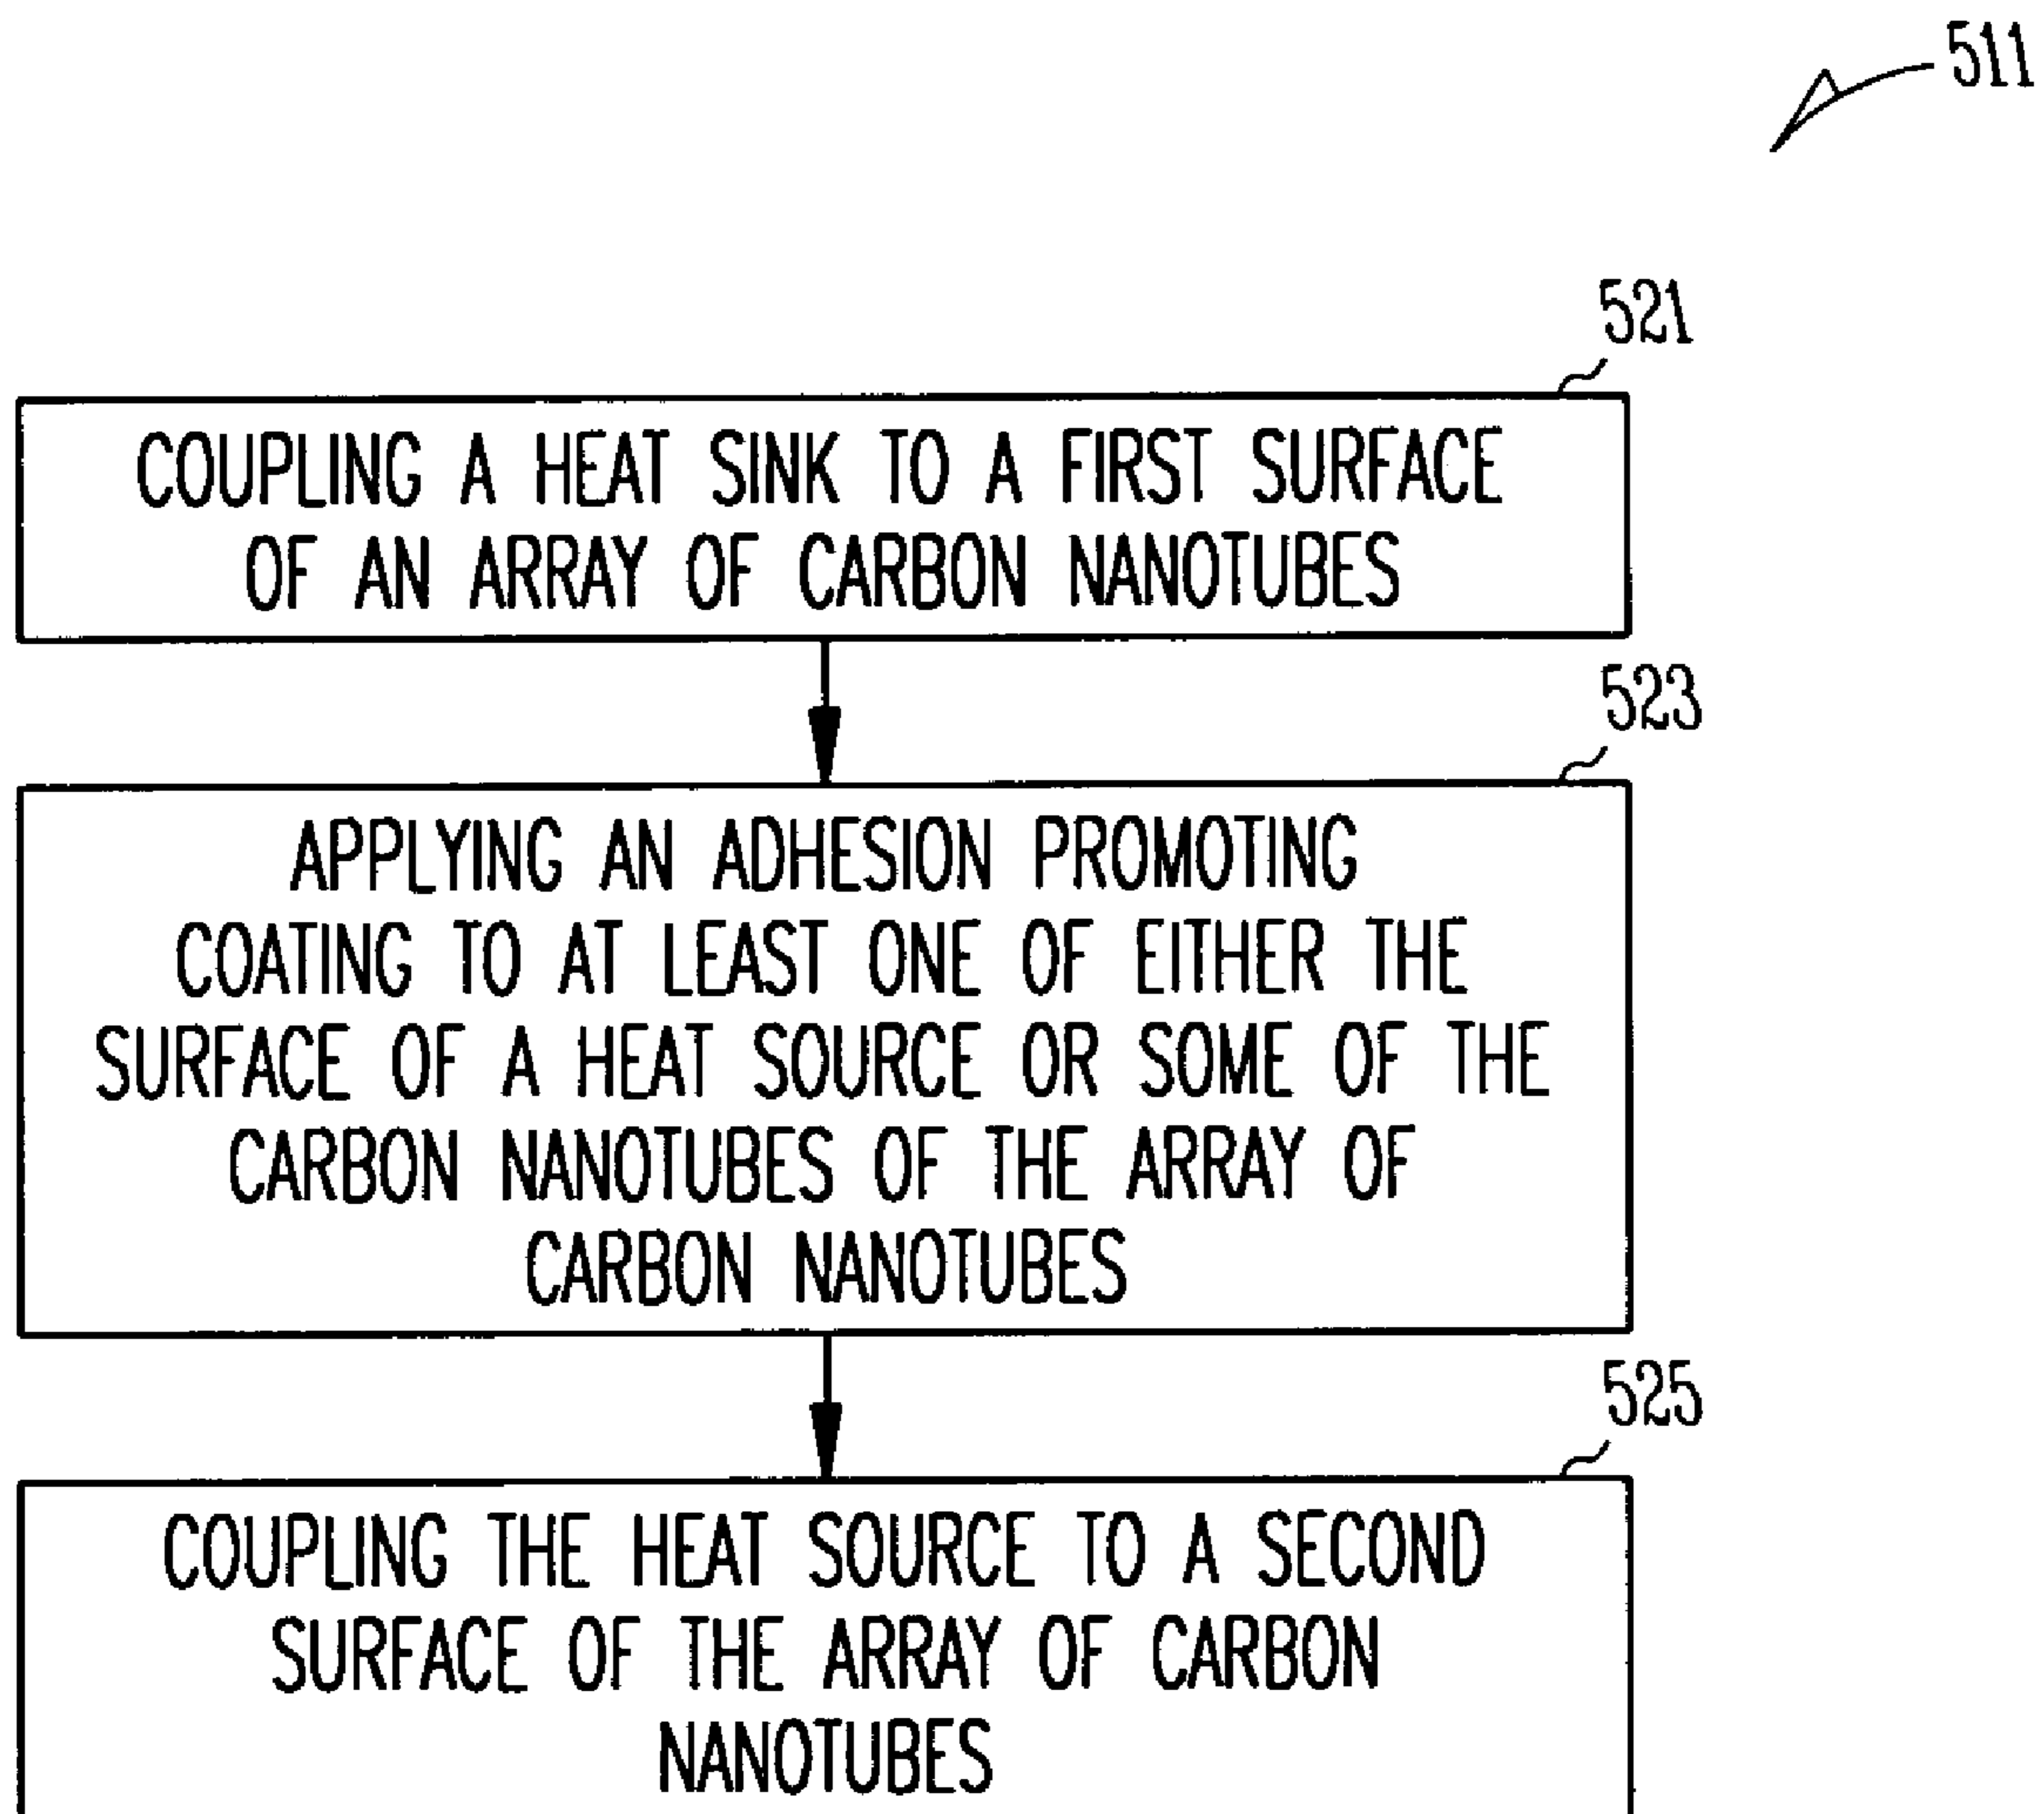 511
521
COUPLING A HEAT SINK TO A FIRST SURFACE
OF AN ARRAY OF CARBON NANOTUBES
523
APPLYING AN ADHESION PROMOTING
COATING TO AT LEAST ONE OF EITHER THE
SURFACE OF A HEAT SOURCE OR SOME OF THE
CARBON NANOTUBES OF THE ARRAY OF
CARBON NANOTUBES
525
COUPLING THE HEAT SOURCE TO A SECOND
SURFACE OF THE ARRAY OF CARBON
NANOTUBES